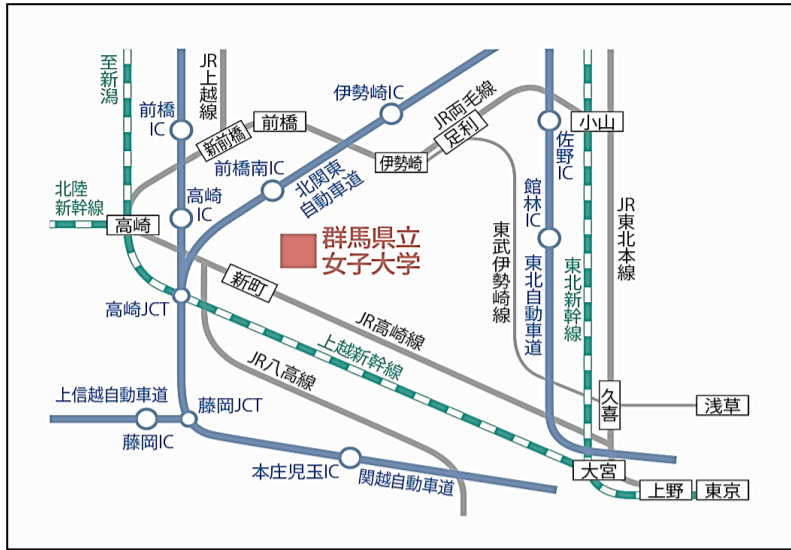 至新潟
JR上越線
前橋
IC
新前橋
前橋
伊勢崎IC
JR両毛線
足利
小山
佐野IC
伊勢崎
前橋南IC
北関東
自動車道
北陸
新幹線
高崎
高崎
IC
館林IC
JR東北本線
群馬県立
女子大学
東武伊勢崎線
東北自動車道
東北新幹線
新町
高崎JCT
JR高崎線
上越新幹線
JR八高線
久喜
浅草
上信越自動車道
藤岡JCT
藤岡IC
本庄児玉IC
関越自動車道
大宮
上野
東京